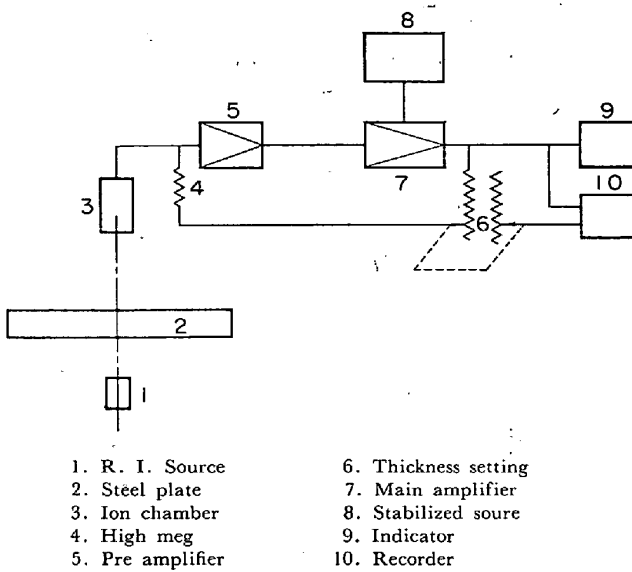 8
5
9
7
4
10
3
6
2
1
1. R. I. Source
2. Steel plate
3. Ion chamber
4. High meg
5. Pre amplifier
6. Thickness setting
7. Main amplifier
8. Stabilized soure
9. Indicator
10. Recorder